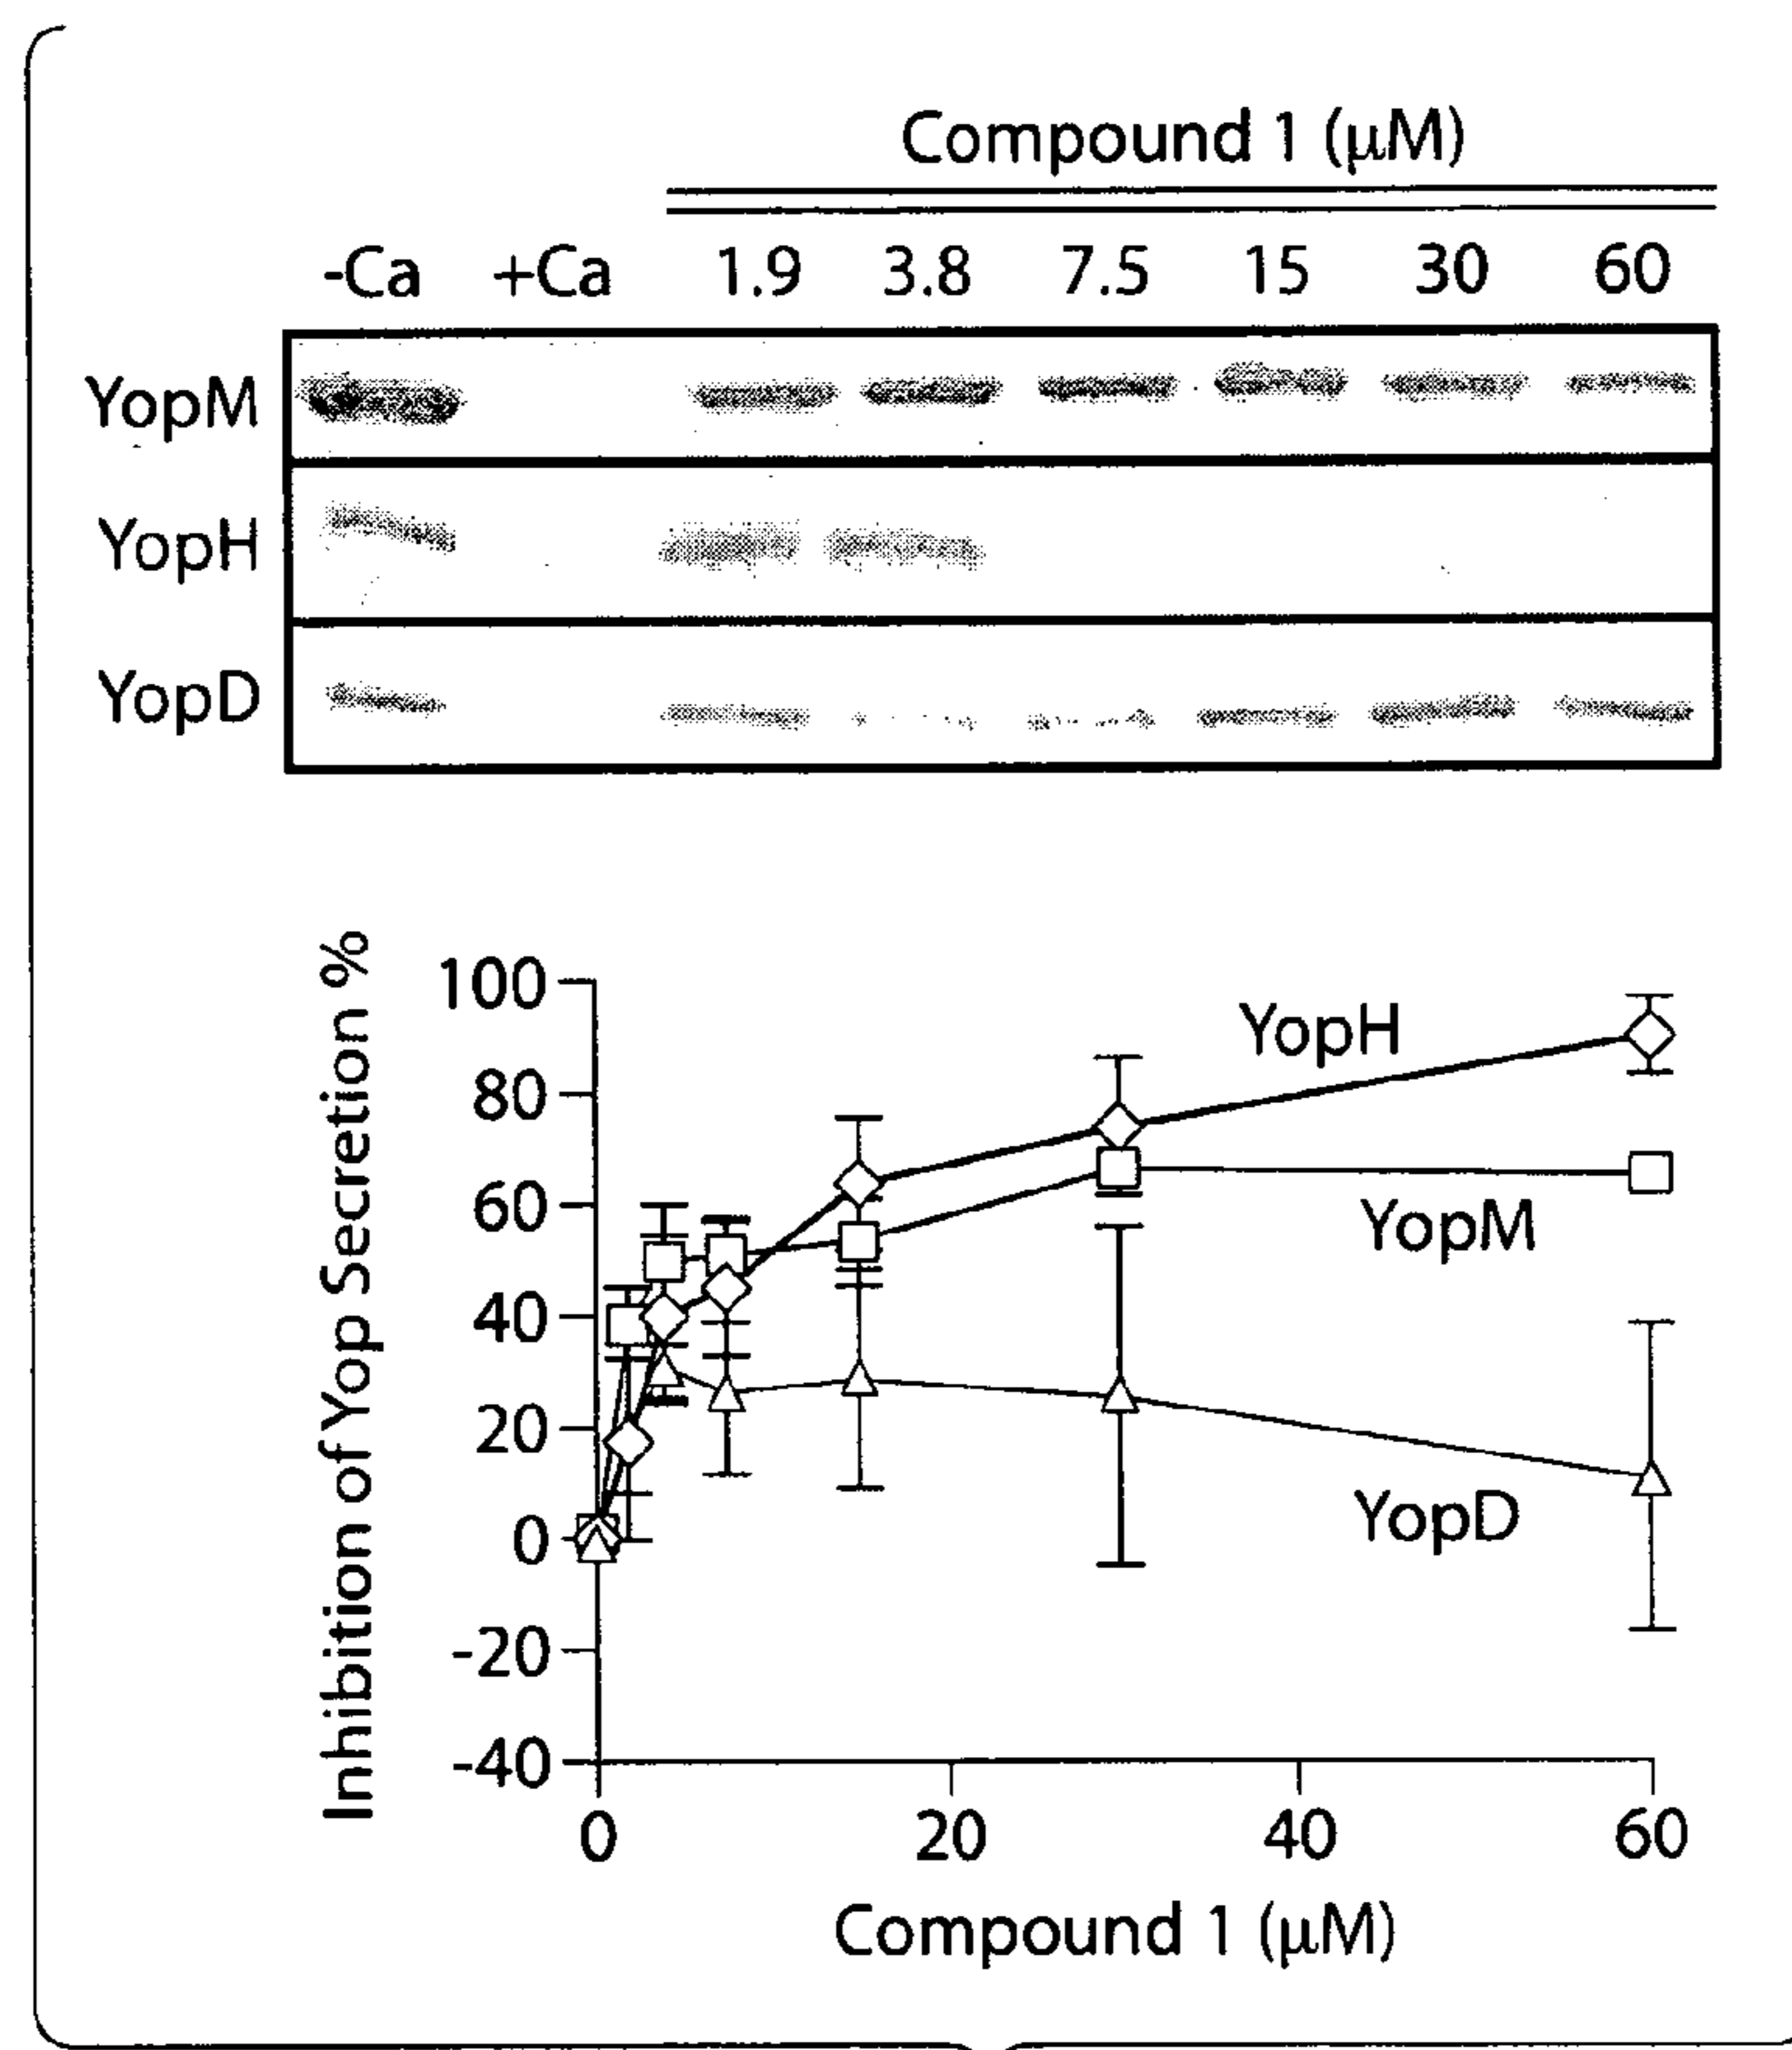 Compound 1 (μM)
-Ca +Ca 1.9 3.8 7.5 15 30 60
YopM
YopH
YopD
Inhibition of Yop Secretion %
100
80
60
40
20
0
-20
-40
YopH
YopM
YopD
0 20 40 60
Compound 1 (μM)